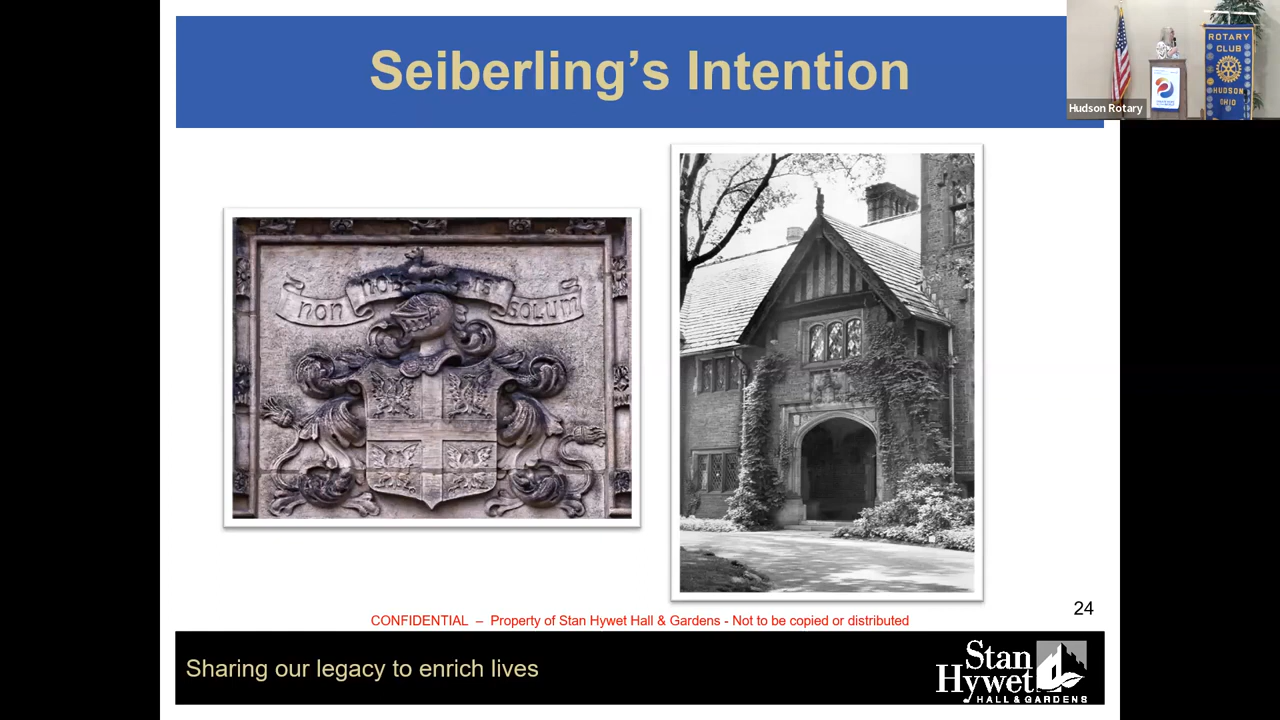 Seiberling's Intention
ROTARY
CLUB
HUDSON
OHIO
Hudson Rotary
non nobis solum
24
CONFIDENTIAL – Property of Stan Hywet Hall & Gardens - Not to be copied or distributed
Sharing our legacy to enrich lives
Stan
Hywet
HALL & GARDENS